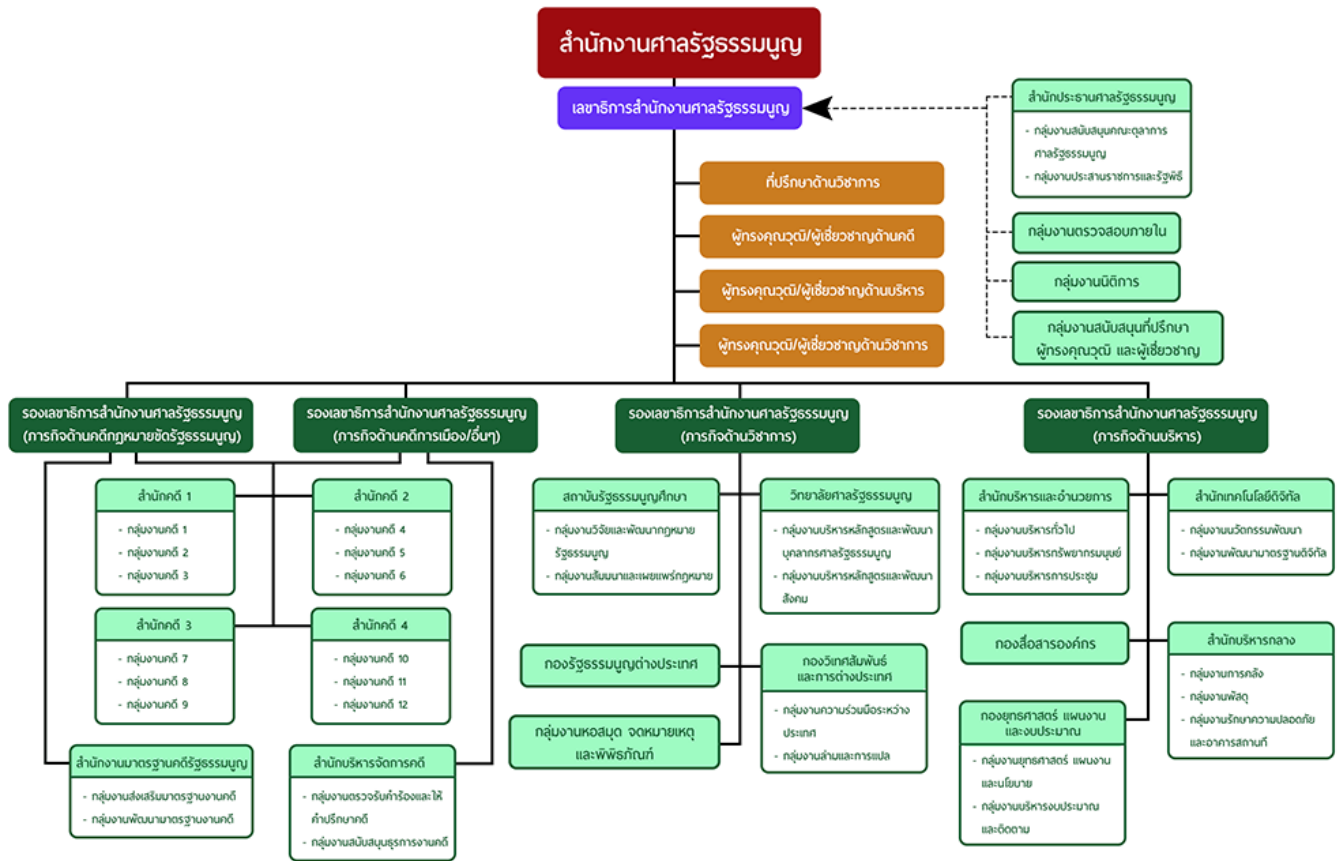 สำนักงานศาลรัฐธรรมนูญ
เลขาธิการสำนักงานศาลรัฐธรรมนูญ
สำนักประธานศาลรัฐธรรมนูญ
- กลุ่มงานสนับสนุนคณะตุลาการ
ศาลรัฐธรรมนูญ
- กลุ่มงานประสานราชการและรัฐพิธี
กลุ่มงานตรวจสอบภายใน
กลุ่มงานนิติการ
กลุ่มงานสนับสนุนที่ปรึกษา
ผู้ทรงคุณวุฒิ และผู้เชี่ยวชาญ
ที่ปรึกษาด้านวิชาการ
ผู้ทรงคุณวุฒิ/ผู้เชี่ยวชาญด้านคดี
ผู้ทรงคุณวุฒิ/ผู้เชี่ยวชาญด้านบริหาร
ผู้ทรงคุณวุฒิ/ผู้เชี่ยวชาญด้านวิชาการ
รองเลขาธิการสำนักงานศาลรัฐธรรมนูญ
(ภารกิจด้านคดีกฎหมายขัดรัฐธรรมนูญ)
รองเลขาธิการสำนักงานศาลรัฐธรรมนูญ
(ภารกิจด้านคดีการเมือง/อื่นๆ)
รองเลขาธิการสำนักงานศาลรัฐธรรมนูญ
(ภารกิจด้านวิชาการ)
รองเลขาธิการสำนักงานศาลรัฐธรรมนูญ
(ภารกิจด้านบริหาร)
สำนักคดี 1
- กลุ่มงานคดี 1
- กลุ่มงานคดี 2
- กลุ่มงานคดี 3
สำนักคดี 2
- กลุ่มงานคดี 4
- กลุ่มงานคดี 5
- กลุ่มงานคดี 6
สำนักคดี 3
- กลุ่มงานคดี 7
- กลุ่มงานคดี 8
- กลุ่มงานคดี 9
สำนักคดี 4
- กลุ่มงานคดี 10
- กลุ่มงานคดี 11
- กลุ่มงานคดี 12
สำนักงานมาตรฐานคดีรัฐธรรมนูญ
- กลุ่มงานส่งเสริมมาตรฐานงานคดี
- กลุ่มงานพัฒนามาตรฐานงานคดี
สำนักบริหารจัดการคดี
- กลุ่มงานตรวจรับคำร้องและให้
คำปรึกษาคดี
- กลุ่มงานสนับสนุนธุรการงานคดี
สถาบันรัฐธรรมนูญศึกษา
- กลุ่มงานวิจัยและพัฒนากฎหมาย
รัฐธรรมนูญ
- กลุ่มงานสัมมนาและเผยแพร่กฎหมาย
วิทยาลัยศาลรัฐธรรมนูญ
- กลุ่มงานบริหารหลักสูตรและพัฒนา
บุคลากรศาลรัฐธรรมนูญ
- กลุ่มงานบริหารหลักสูตรและพัฒนา
สังคม
กองรัฐธรรมนูญต่างประเทศ
กองวิเทศสัมพันธ์
และการต่างประเทศ
- กลุ่มงานความร่วมมือระหว่าง
ประเทศ
- กลุ่มงานล่ามและการแปล
กลุ่มงานหอสมุด จดหมายเหตุ
และพิพิธภัณฑ์
สำนักบริหารและอำนวยการ
- กลุ่มงานบริหารทั่วไป
- กลุ่มงานบริหารทรัพยากรมนุษย์
- กลุ่มงานบริหารการประชุม
สำนักเทคโนโลยีดิจิทัล
- กลุ่มงานนวัตกรรมพัฒนา
- กลุ่มงานพัฒนามาตรฐานดิจิทัล
กองสื่อสารองค์กร
สำนักบริหารกลาง
- กลุ่มงานการคลัง
- กลุ่มงานพัสดุ
- กลุ่มงานรักษาความปลอดภัย
และอาคารสถานที่
กองยุทธศาสตร์ แผนงาน
และงบประมาณ
- กลุ่มงานยุทธศาสตร์ แผนงาน
และนโยบาย
- กลุ่มงานบริหารงบประมาณ
และติดตาม